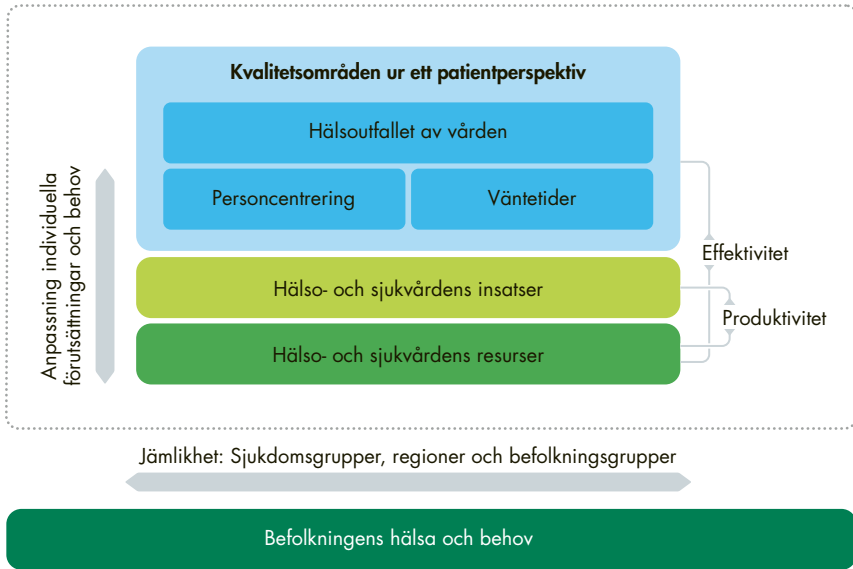 Kvalitetsområden ur ett patientperspektiv
Hälsoutfallet av vården
Personcentrering
Väntetider
Hälso- och sjukvårdens insatser
Hälso- och sjukvårdens resurser
Anpassning individuella
förutsättningar och behov
Effektivitet
Produktivitet
Jämlikhet: Sjukdomsgrupper, regioner och befolkningsgrupper
Befolkningens hälsa och behov